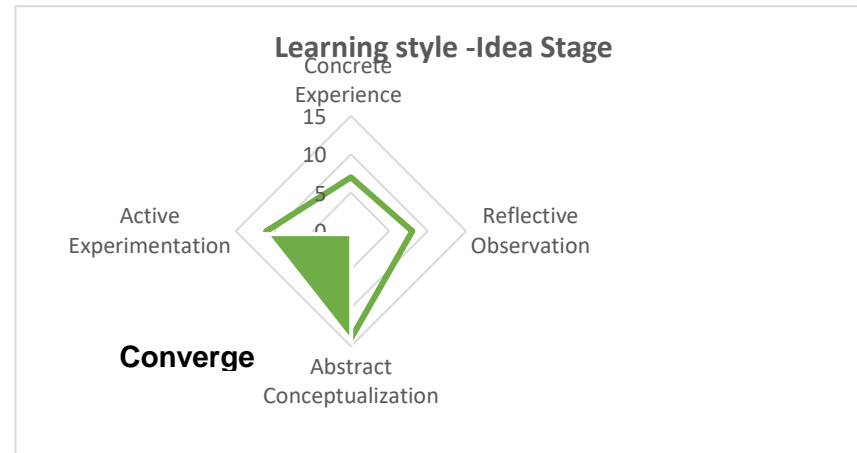 Learning style -Idea Stage
Concrete
Experience
15
10
5
0
Active
Experimentation
Reflective
Observation
Converge
Abstract
Conceptualization